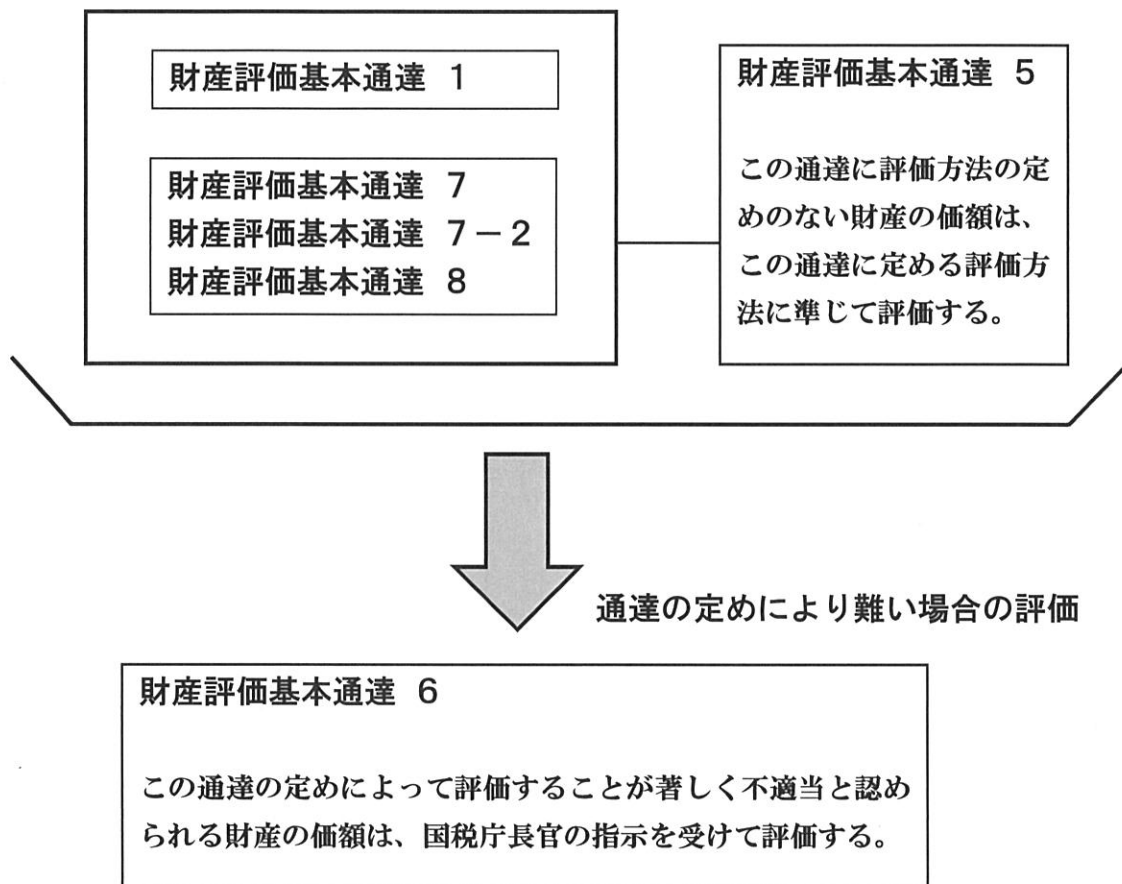 財産評価基本通達 1
財産評価基本通達 7
財産評価基本通達 7－2
財産評価基本通達 8
財産評価基本通達 5
この通達に評価方法の定
めのない財産の価額は、
この通達に定める評価方
法に準じて評価する。
通達の定めにより難い場合の評価
財産評価基本通達 6
この通達の定めによって評価することが著しく不適当と認め
られる財産の価額は、国税庁長官の指示を受けて評価する。